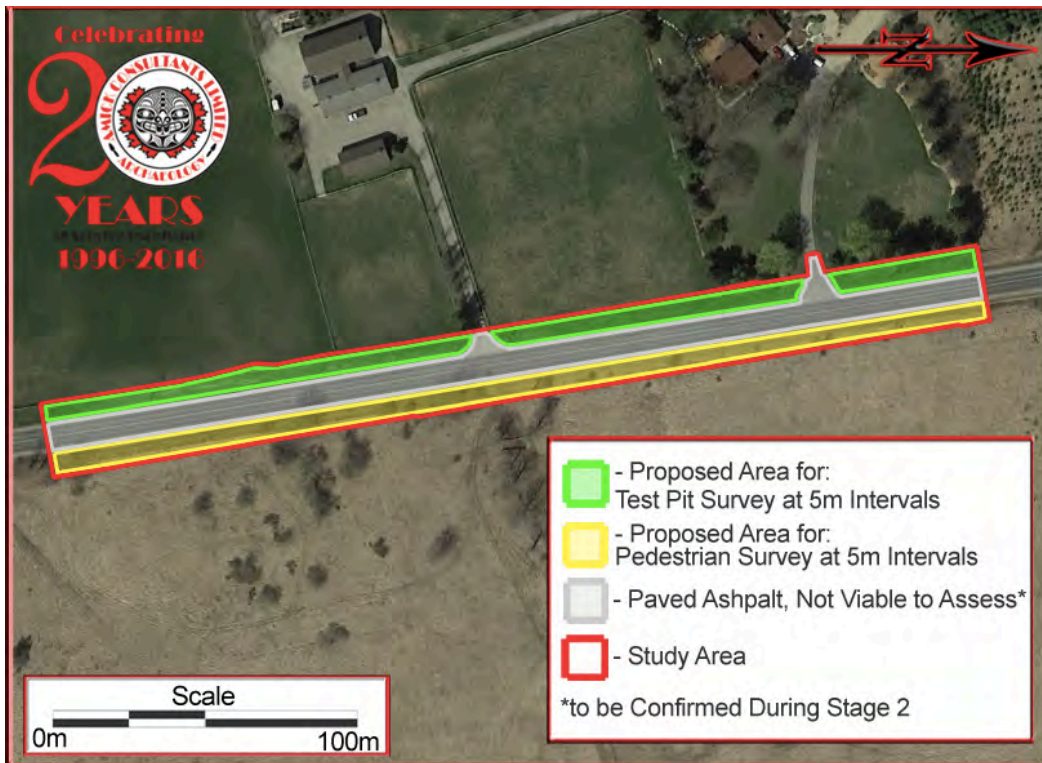 Celebrating
20
AMICK CONSULTANTS LIMITED
ARCHAEOLOGY
YEARS
1996-2016
N
- Proposed Area for:
Test Pit Survey at 5m Intervals
- Proposed Area for:
Pedestrian Survey at 5m Intervals
- Paved Ashpalt, Not Viable to Assess*
- Study Area
*to be Confirmed During Stage 2
Scale
0m 100m